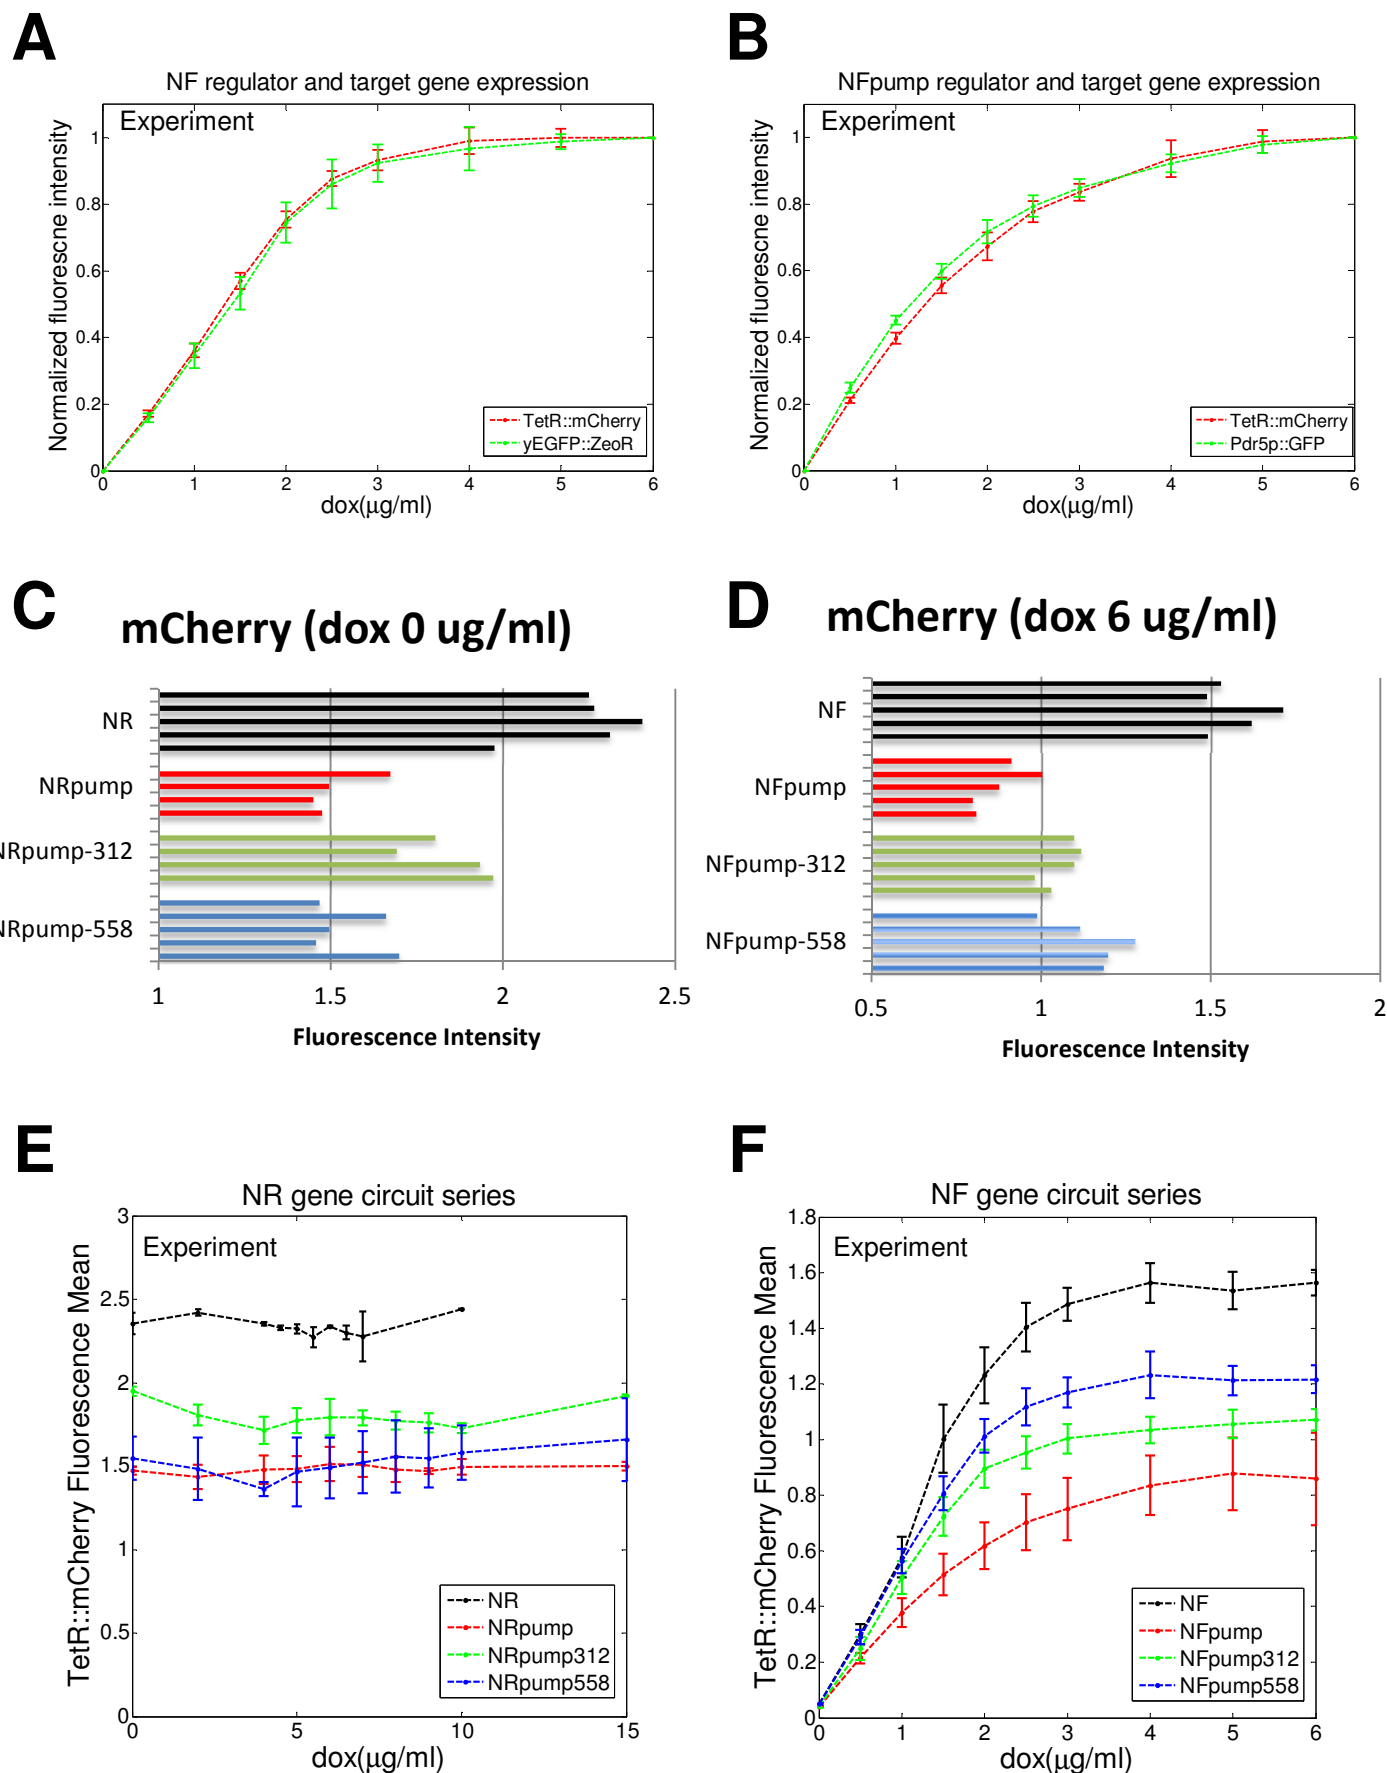 A
NF regulator and target gene expression
Experiment
Normalized fluorescne intensity
1
0.8
0.6
0.4
0.2
0
0 1 2 3 4 5 6
dox(μg/ml)
TetR::mCherry
yEGFP::ZeoR
B
NFpump regulator and target gene expression
Experiment
Normalized fluorescne intensity
1
0.8
0.6
0.4
0.2
0
0 1 2 3 4 5 6
dox(μg/ml)
TetR::mCherry
Pdr5p::GFP
C
mCherry (dox 0 ug/ml)
NR
NRpump
NRpump-312
NRpump-558
1 1.5 2 2.5
Fluorescence Intensity
D
mCherry (dox 6 ug/ml)
NF
NFpump
NFpump-312
NFpump-558
0.5 1 1.5 2
Fluorescence Intensity
E
NR gene circuit series
Experiment
TetR::mCherry Fluorescence Mean
3
2.5
2
1.5
1
0.5
0
0 5 10 15
dox(μg/ml)
NR
NRpump
NRpump312
NRpump558
F
NF gene circuit series
Experiment
TetR::mCherry Fluorescence Mean
1.8
1.6
1.4
1.2
1
0.8
0.6
0.4
0.2
0
0 1 2 3 4 5 6
dox(μg/ml)
NF
NFpump
NFpump312
NFpump558